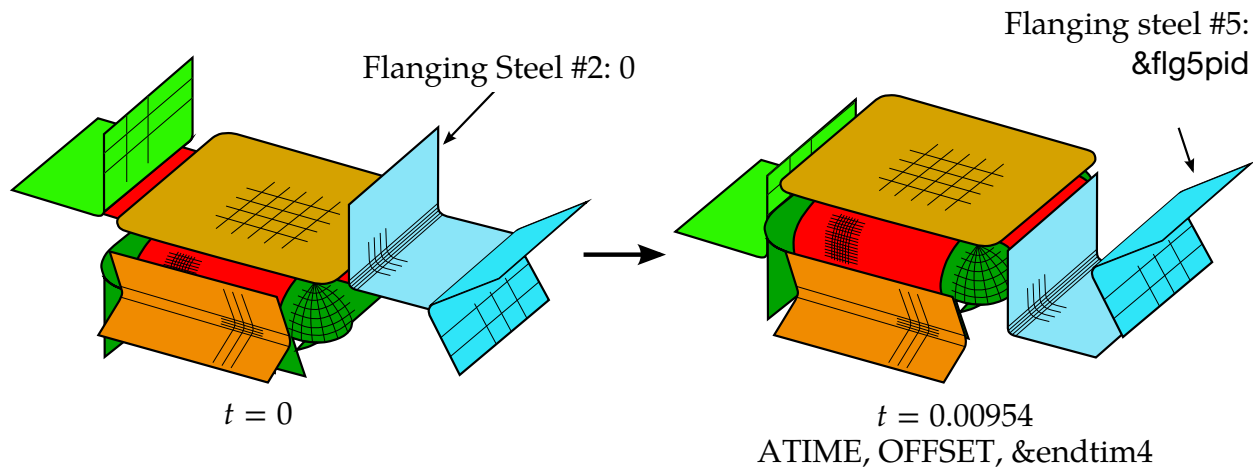 Flanging Steel #2: 0
Flanging steel #5:
&flg5pid
t = 0
t = 0.00954
ATIME, OFFSET, &endtim4